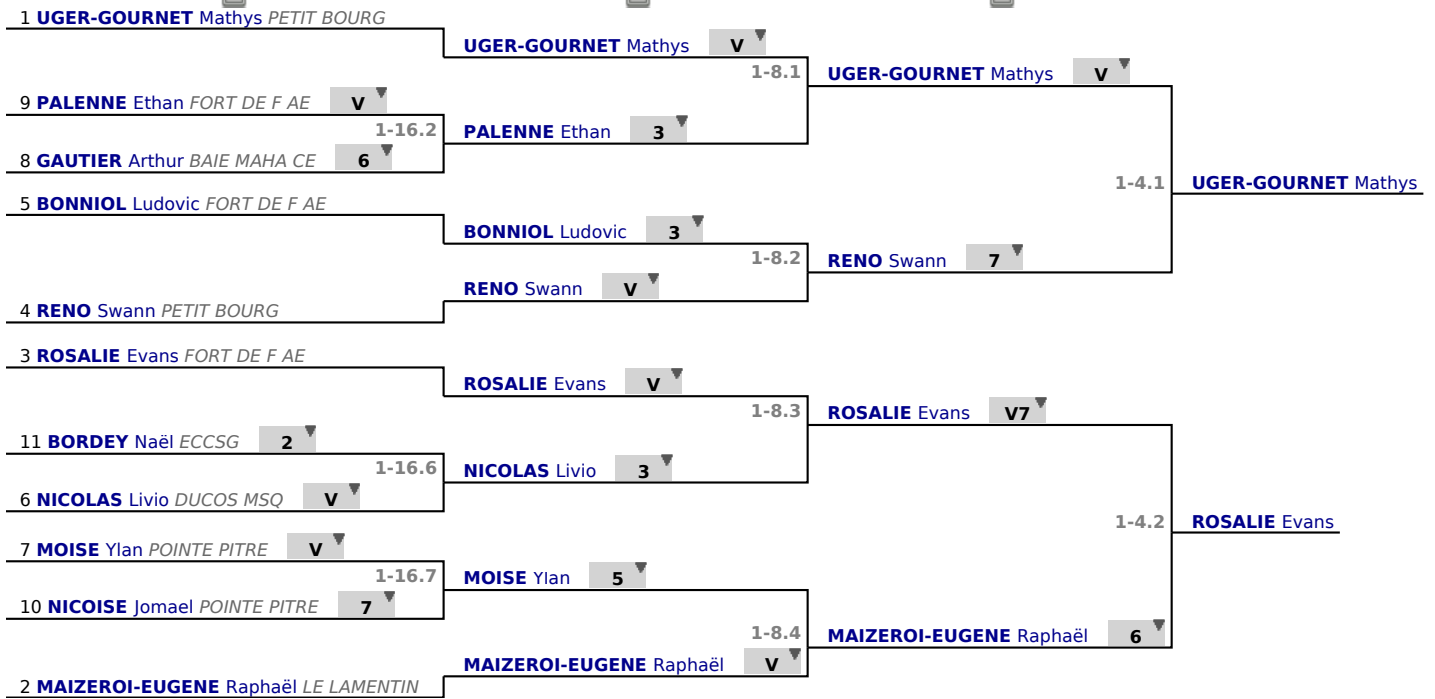 1 UGER-GOURNET Mathys PETIT BOURG
UGER-GOURNET Mathys V
1-8.1
UGER-GOURNET Mathys V
9 PALENNE Ethan FORT DE F AE V
1-16.2
PALENNE Ethan 3
8 GAUTIER Arthur BAIE MAHA CE 6
1-4.1
UGER-GOURNET Mathys
5 BONNIOL Ludovic FORT DE F AE
BONNIOL Ludovic 3
1-8.2
RENO Swann 7
RENO Swann V
4 RENO Swann PETIT BOURG
3 ROSALIE Evans FORT DE F AE
ROSALIE Evans V
1-8.3
ROSALIE Evans V7
11 BORDEY Naël ECCSG 2
1-16.6
NICOLAS Livio 3
6 NICOLAS Livio DUCOS MSQ V
1-4.2
ROSALIE Evans
7 MOISE Ylan POINTE PITRE V
1-16.7
MOISE Ylan 5
10 NICOISE Jomael POINTE PITRE 7
1-8.4
MAIZEROI-EUGENE Raphaël 6
MAIZEROI-EUGENE Raphaël V
2 MAIZEROI-EUGENE Raphaël LE LAMENTIN